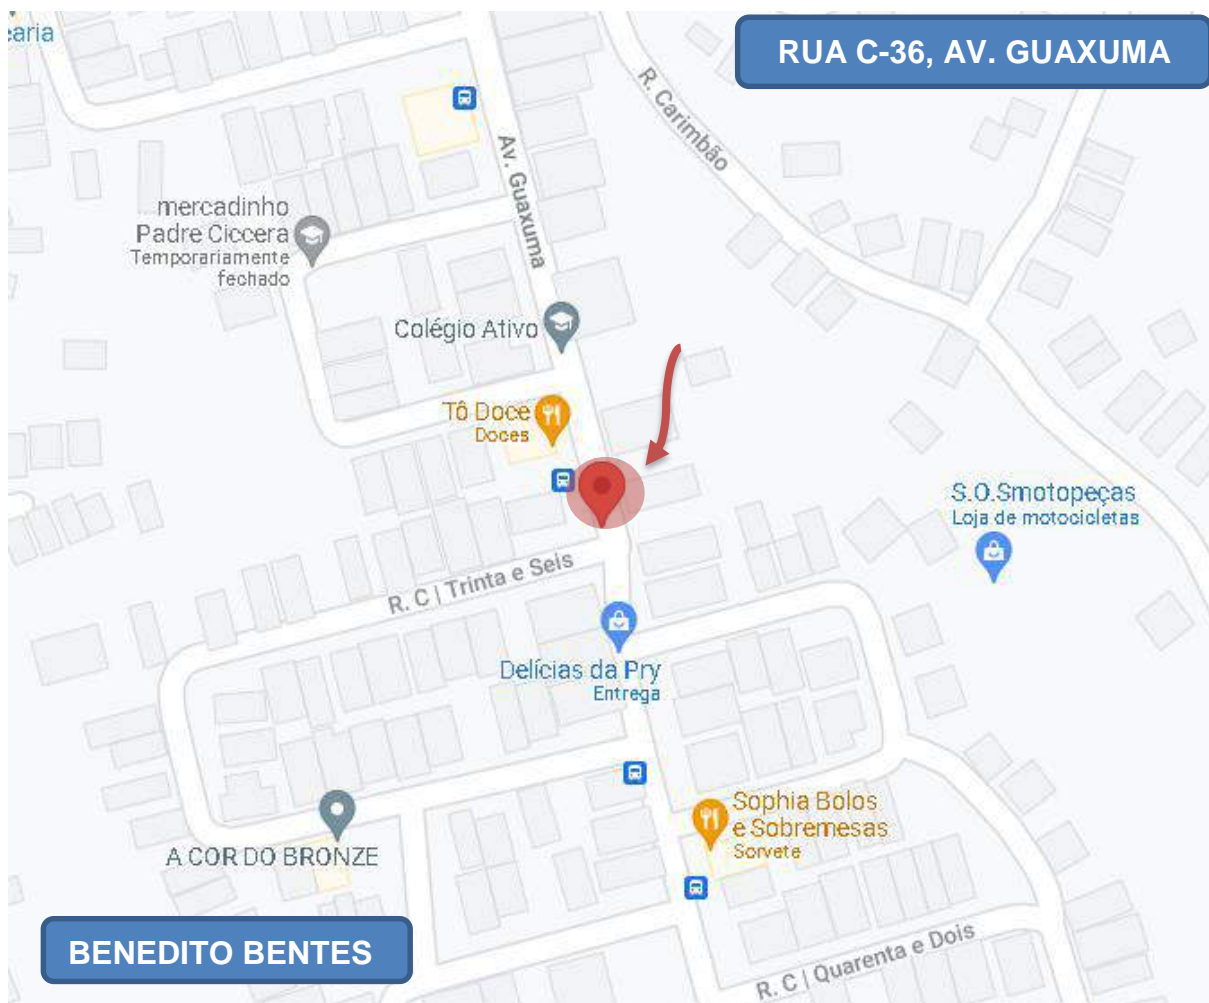 earia
RUA C-36, AV. GUAXUMA
R. Carimbão
Av. Guaxuma
mercadinho
Padre Ciccera
Temporariamente
fechado
Colégio Ativo
Tô Doce
Doces
S.O.Smotopeças
Loja de motocicletas
R. C | Trinta e Seis
Delícias da Pry
Entrega
Sophia Bolos
e Sobremesas
Sorvete
A COR DO BRONZE
BENEDITO BENTES
R. C | Quarenta e Dois